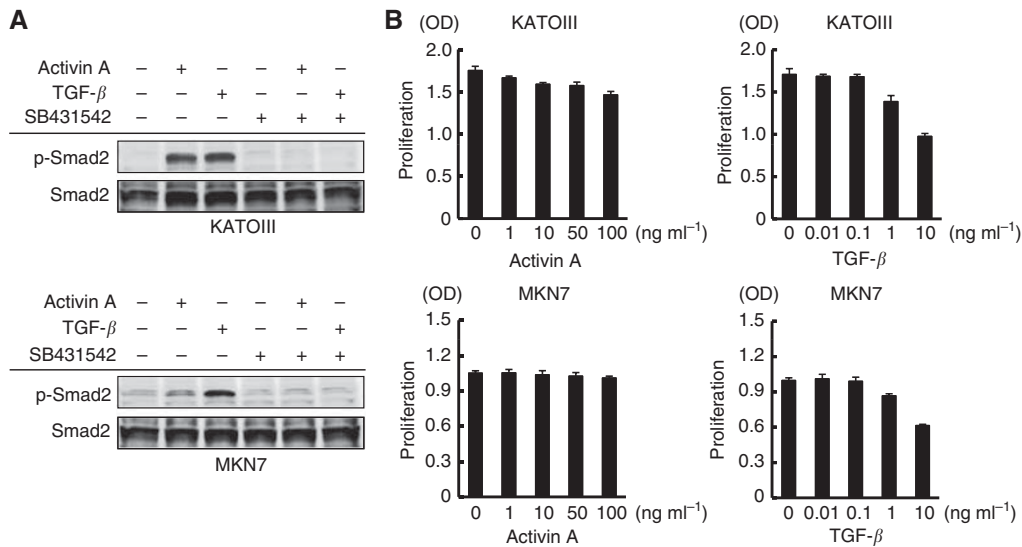 A
Activin A – + – – + –
TGF-β – – + – – +
SB431542 – – – + + +
p-Smad2
Smad2
KATOIII
Activin A – + – – + –
TGF-β – – + – – +
SB431542 – – – + + +
p-Smad2
Smad2
MKN7
B
(OD) KATOIII
2.0
1.5
1.0
0.5
0
Proliferation
0 1 10 50 100 (ng ml⁻¹)
Activin A
(OD) KATOIII
2.0
1.5
1.0
0.5
0
Proliferation
0 0.01 0.1 1 10 (ng ml⁻¹)
TGF-β
(OD) MKN7
1.5
1.2
0.9
0.6
0.3
0
Proliferation
0 1 10 50 100 (ng ml⁻¹)
Activin A
(OD) MKN7
1.5
1.2
0.9
0.6
0.3
0
Proliferation
0 0.01 0.1 1 10 (ng ml⁻¹)
TGF-β